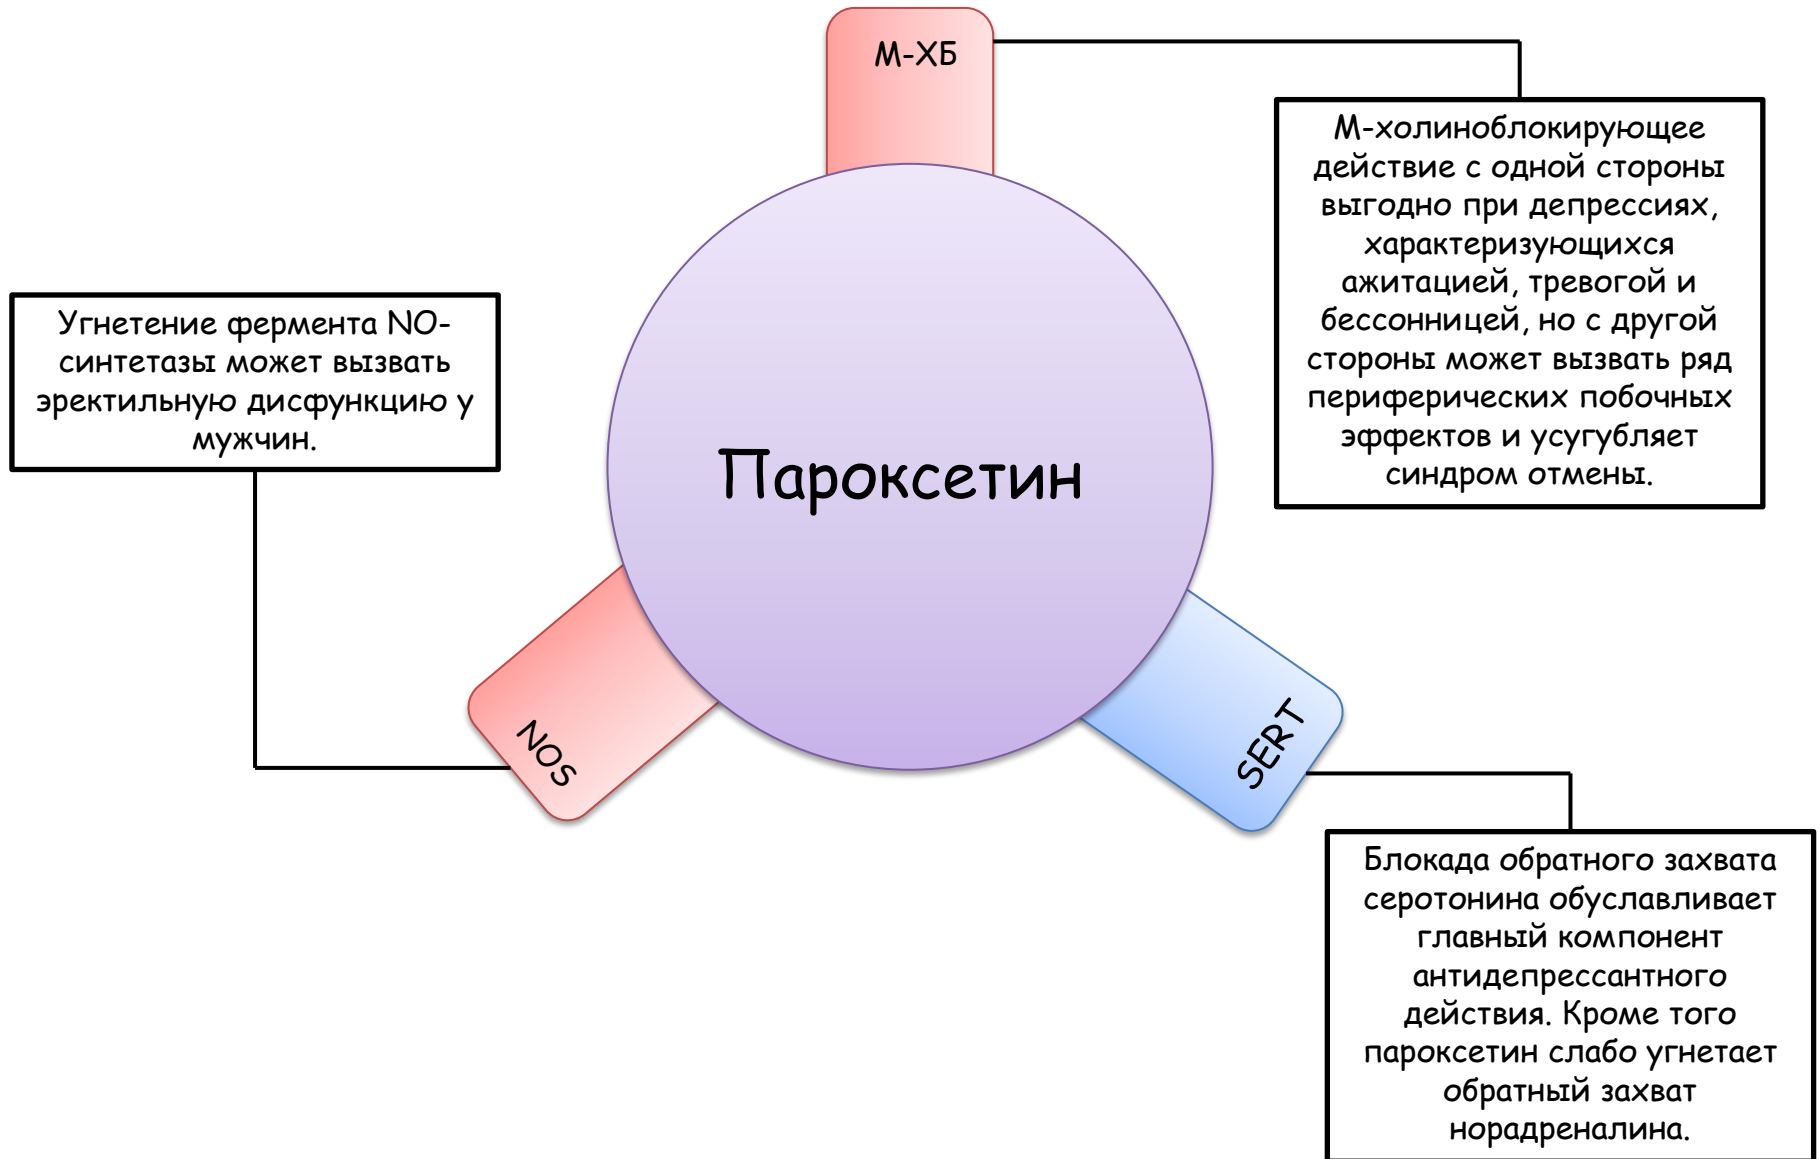 М-ХБ
М-холиноблокирующее
действие с одной стороны
выгодно при депрессиях,
характеризующихся
ажитацией, тревогой и
бессонницей, но с другой
стороны может вызвать ряд
периферических побочных
эффектов и усугубляет
синдром отмены.
Угнетение фермента NO-
синтетазы может вызвать
эректильную дисфункцию у
мужчин.
Пароксетин
NOS
SERT
Блокада обратного захвата
серотонина обуславливает
главный компонент
антидепрессантного
действия. Кроме того
пароксетин слабо угнетает
обратный захват
норадреналина.